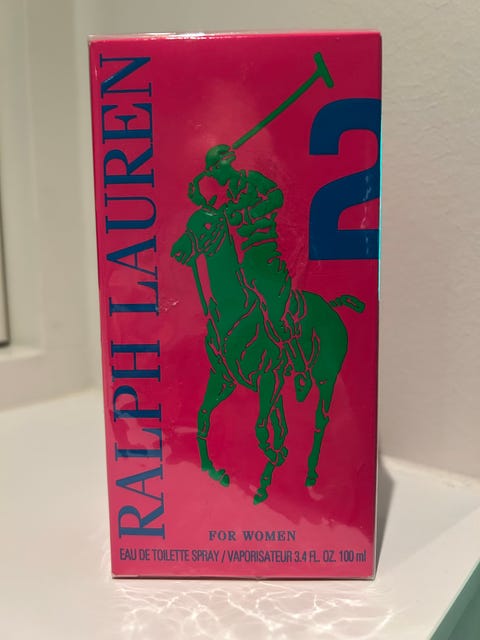 RALPH LAUREN
2
FOR WOMEN
EAU DE TOILETTE SPRAY / VAPORISATEUR 3.4 FL. OZ. 100 ml